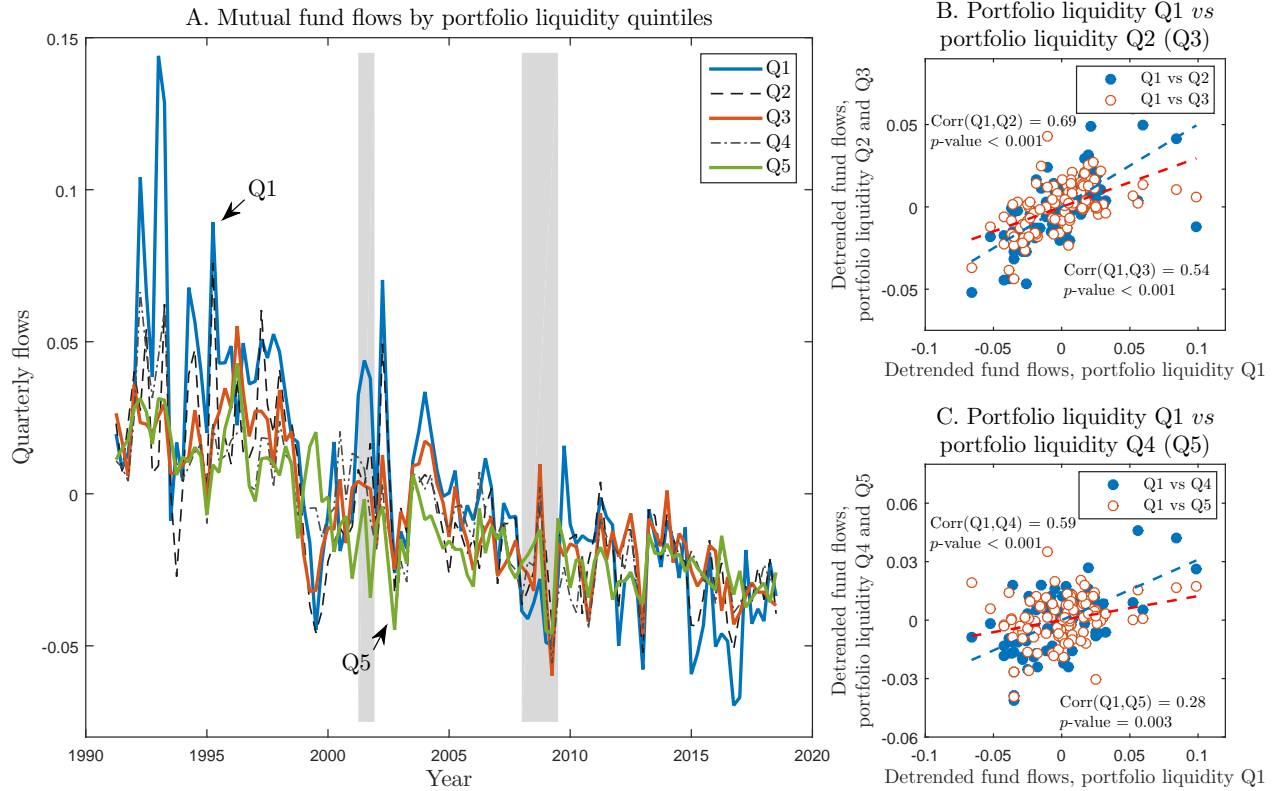 A. Mutual fund flows by portfolio liquidity quintiles
0.15
0.1
0.05
0
-0.05
Quarterly flows
1990
1995
2000
2005
2010
2015
2020
Year
Q1
Q2
Q3
Q4
Q5
Q1
Q5
B. Portfolio liquidity Q1 vs
portfolio liquidity Q2 (Q3)
Q1 vs Q2
Q1 vs Q3
Corr(Q1,Q2) = 0.69
p-value < 0.001
Corr(Q1,Q3) = 0.54
p-value < 0.001
0.05
0
-0.05
Detrended fund flows,
portfolio liquidity Q2 and Q3
-0.1
-0.05
0
0.05
0.1
Detrended fund flows, portfolio liquidity Q1
C. Portfolio liquidity Q1 vs
portfolio liquidity Q4 (Q5)
Q1 vs Q4
Q1 vs Q5
Corr(Q1,Q4) = 0.59
p-value < 0.001
Corr(Q1,Q5) = 0.28
p-value = 0.003
0.06
0.03
0
-0.03
-0.06
Detrended fund flows,
portfolio liquidity Q4 and Q5
-0.1
-0.05
0
0.05
0.1
Detrended fund flows, portfolio liquidity Q1